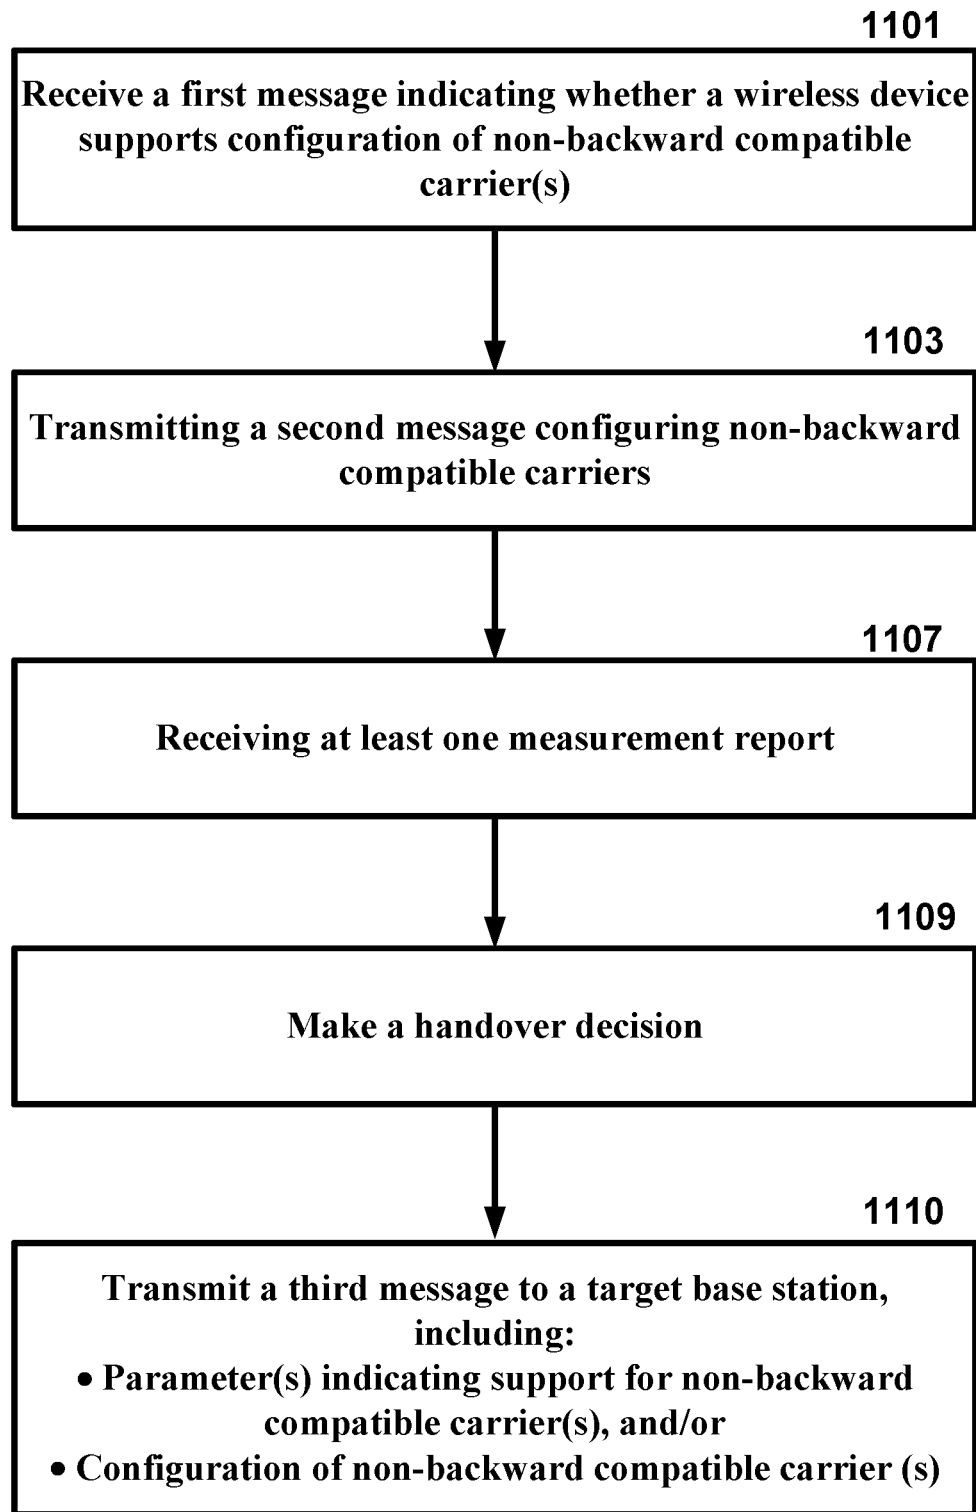 1101
Receive a first message indicating whether a wireless device
supports configuration of non-backward compatible
carrier(s)
1103
Transmitting a second message configuring non-backward
compatible carriers
1107
Receiving at least one measurement report
1109
Make a handover decision
1110
Transmit a third message to a target base station,
including:
• Parameter(s) indicating support for non-backward
compatible carrier(s), and/or
• Configuration of non-backward compatible carrier (s)